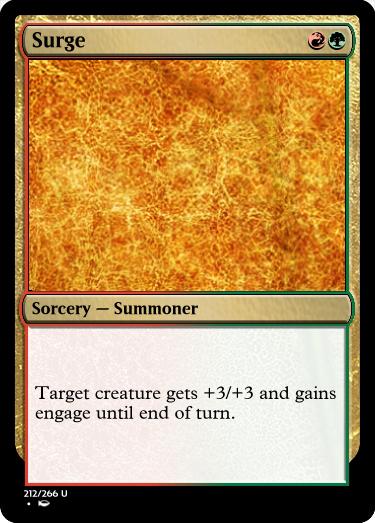 Surge
Sorcery — Summoner
Target creature gets +3/+3 and gains
engage until end of turn.
212/266 U